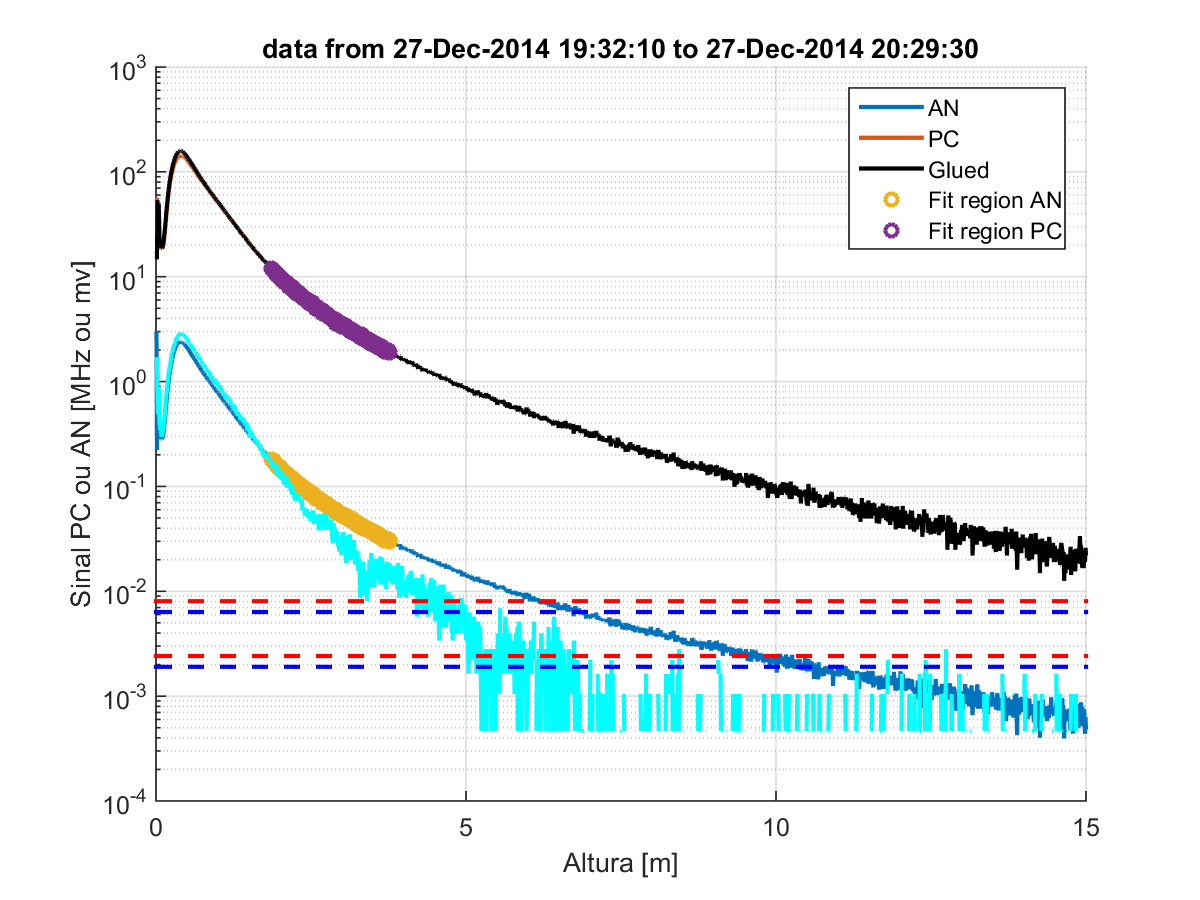 data from 27-Dec-2014 19:32:10 to 27-Dec-2014 20:29:30
Sinal PC ou AN [MHz ou mv]
10^3
10^2
10^1
10^0
10^-1
10^-2
10^-3
10^-4
AN
PC
Glued
Fit region AN
Fit region PC
0 5 10 15
Altura [m]